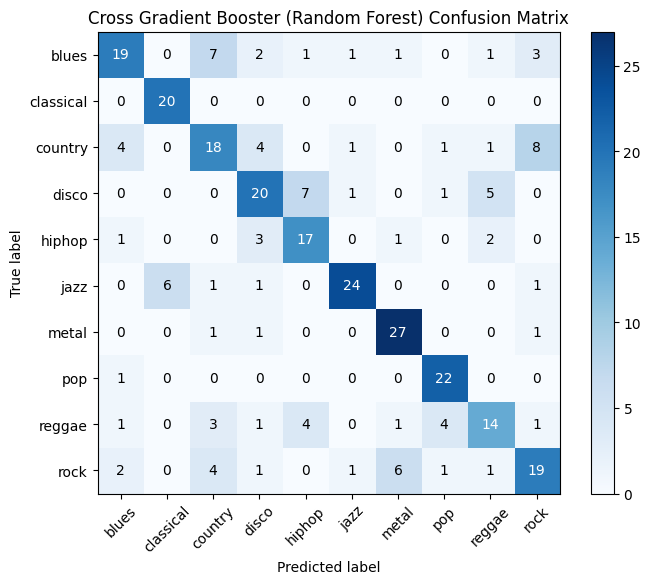 Cross Gradient Booster (Random Forest) Confusion Matrix
True label
blues 19 0 7 2 1 1 1 0 1 3
classical 0 20 0 0 0 0 0 0 0 0
country 4 0 18 4 0 1 0 1 1 8
disco 0 0 0 20 7 1 0 1 5 0
hiphop 1 0 0 3 17 0 1 0 2 0
jazz 0 6 1 1 0 24 0 0 0 1
metal 0 0 1 1 0 0 27 0 0 1
pop 1 0 0 0 0 0 0 22 0 0
reggae 1 0 3 1 4 0 1 4 14 1
rock 2 0 4 1 0 1 6 1 1 19
blues classical country disco hiphop jazz metal pop reggae rock
Predicted label
25
20
15
10
5
0